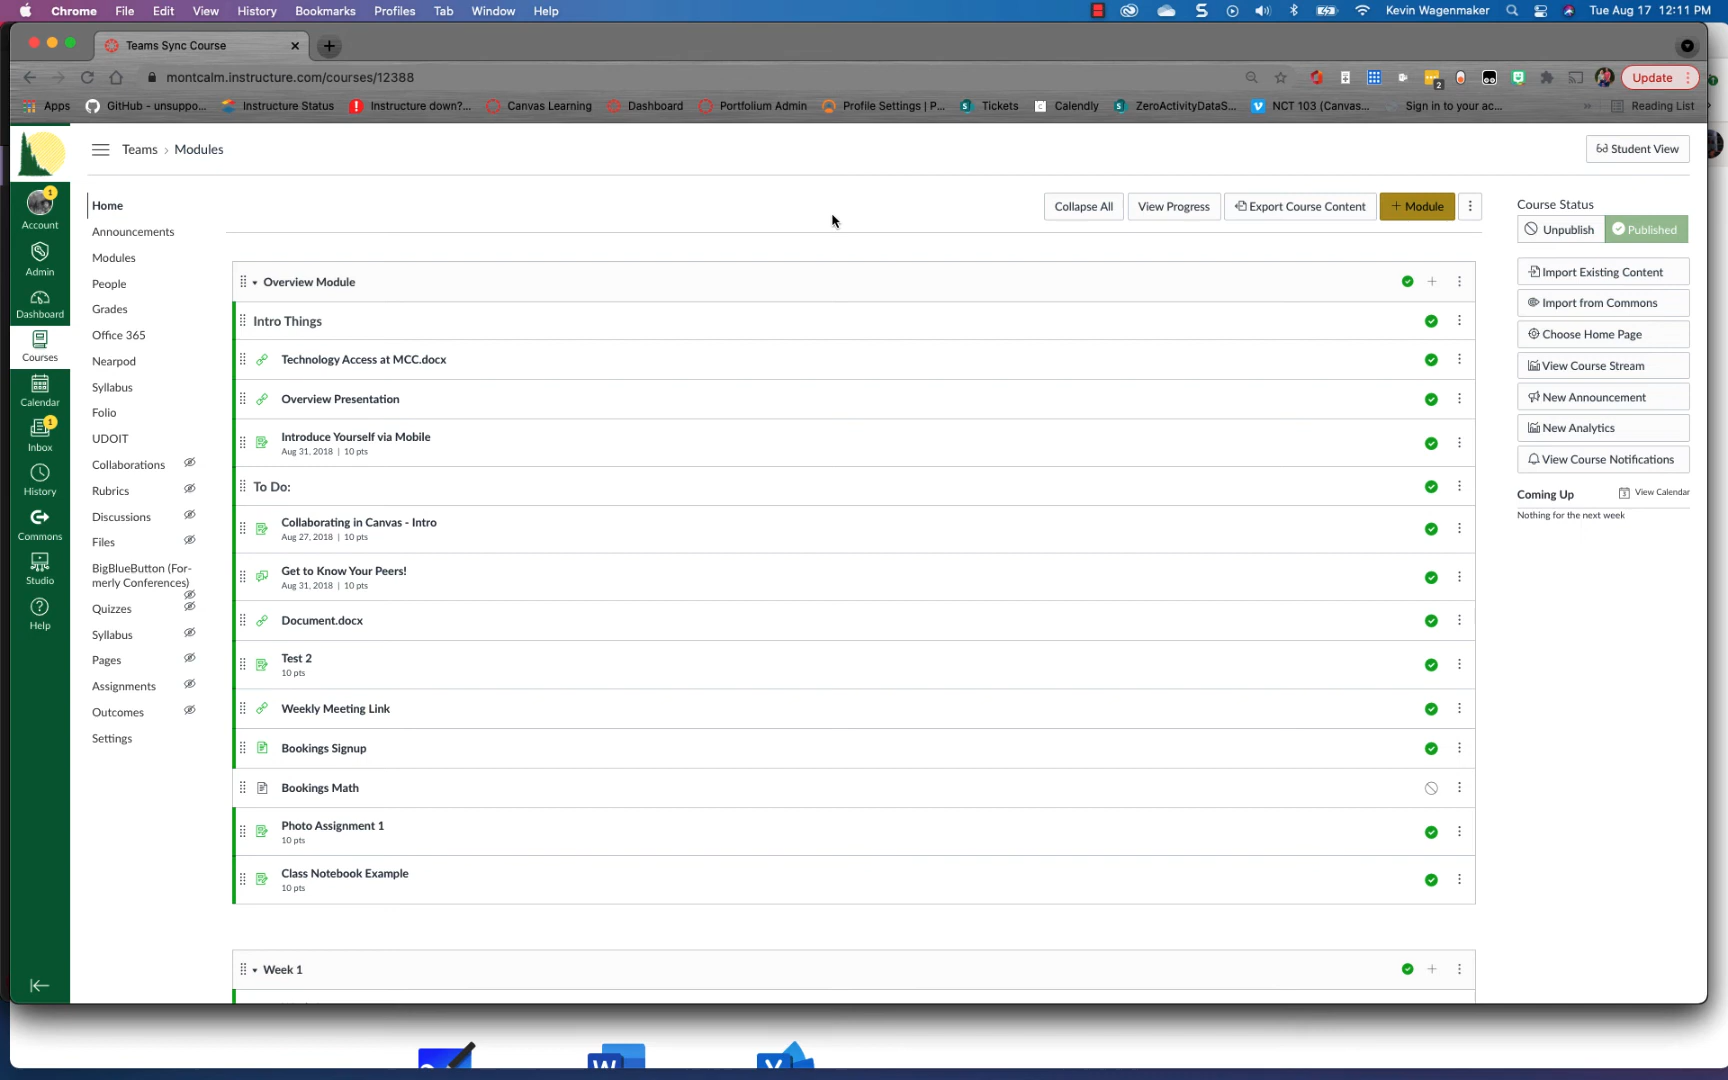 Chrome File Edit View History Bookmarks Profiles Tab Window Help Kevin Wagenmaker Tue Aug 17 12:11 PM
Teams Sync Course
montcalm.instructure.com/courses/12388 2 Update
Apps GitHub - unsuppo... Instructure Status Instructure down?... Canvas Learning Dashboard Portfolium Admin Profile Settings | P... Tickets Calendly ZeroActivityDataS... NCT 103 (Canvas... Sign in to your ac... » Reading List
Teams › Modules
Student View
1
Account
Admin
Dashboard
Courses
Calendar
1
Inbox
History
Commons
Studio
Help
Home
Announcements
Modules
People
Grades
Office 365
Nearpod
Syllabus
Folio
UDOIT
Collaborations
Rubrics
Discussions
Files
BigBlueButton (For-
merly Conferences)
Quizzes
Syllabus
Pages
Assignments
Outcomes
Settings
Collapse All View Progress Export Course Content + Module
Overview Module
Intro Things
Technology Access at MCC.docx
Overview Presentation
Introduce Yourself via Mobile
Aug 31, 2018 | 10 pts
To Do:
Collaborating in Canvas - Intro
Aug 27, 2018 | 10 pts
Get to Know Your Peers!
Aug 31, 2018 | 10 pts
Document.docx
Test 2
10 pts
Weekly Meeting Link
Bookings Signup
Bookings Math
Photo Assignment 1
10 pts
Class Notebook Example
10 pts
Week 1
Course Status
Unpublish Published
Import Existing Content
Import from Commons
Choose Home Page
View Course Stream
New Announcement
New Analytics
View Course Notifications
Coming Up View Calendar
Nothing for the next week
W